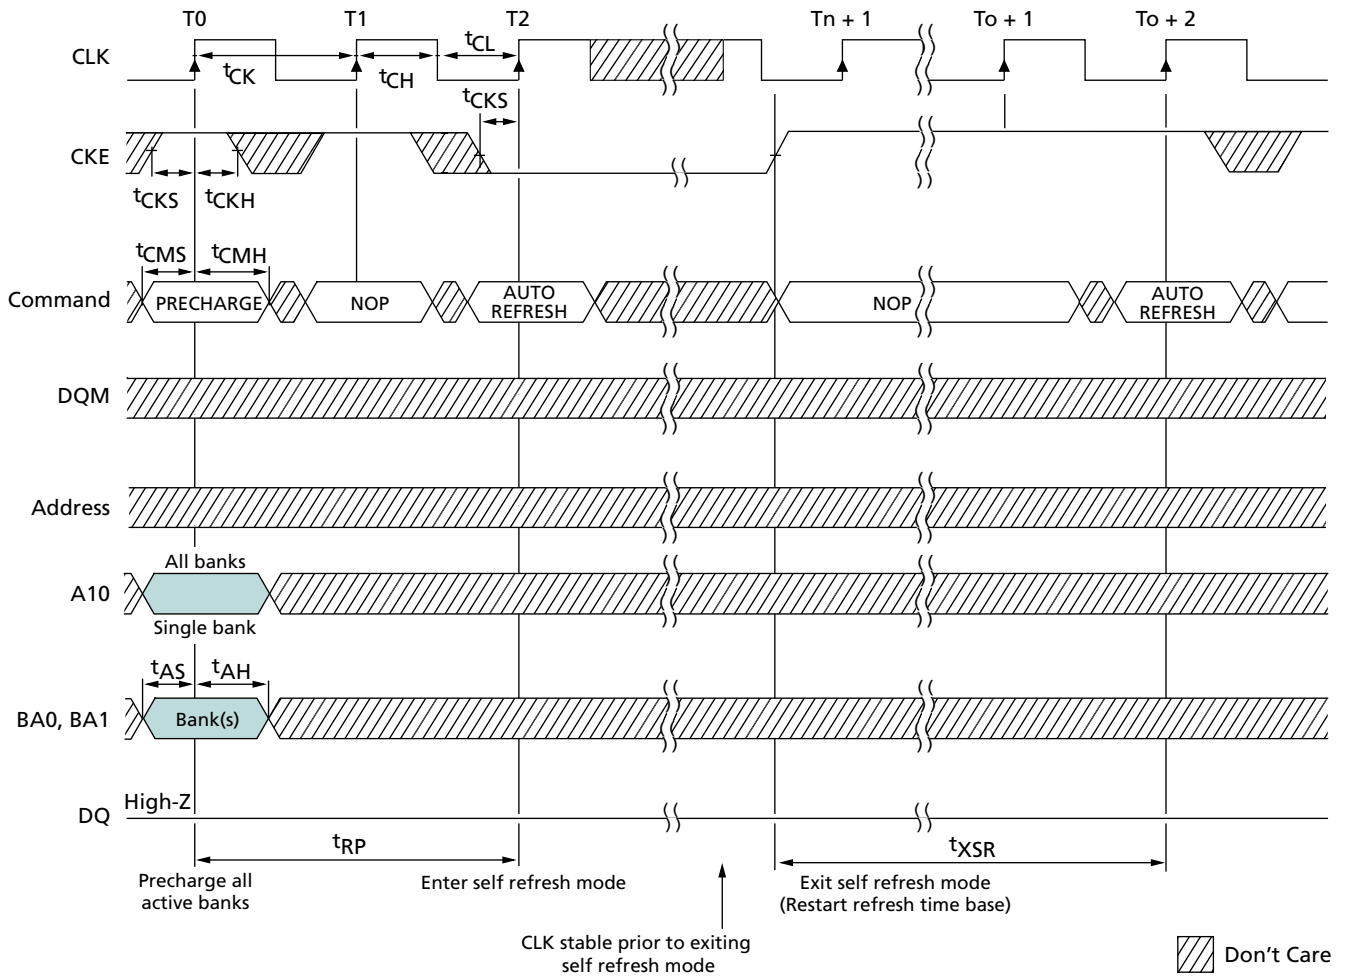 T0 T1 T2 Tn + 1 To + 1 To + 2
CLK
tCK tCH tCL
tCKS
CKE
tCKS tCKH
tCMS tCMH
Command PRECHARGE NOP AUTO REFRESH NOP AUTO REFRESH
DQM
Address
All banks
A10
Single bank
tAS tAH
BA0, BA1 Bank(s)
High-Z
DQ
tRP tXSR
Precharge all
active banks
Enter self refresh mode
Exit self refresh mode
(Restart refresh time base)
CLK stable prior to exiting
self refresh mode
Don't Care